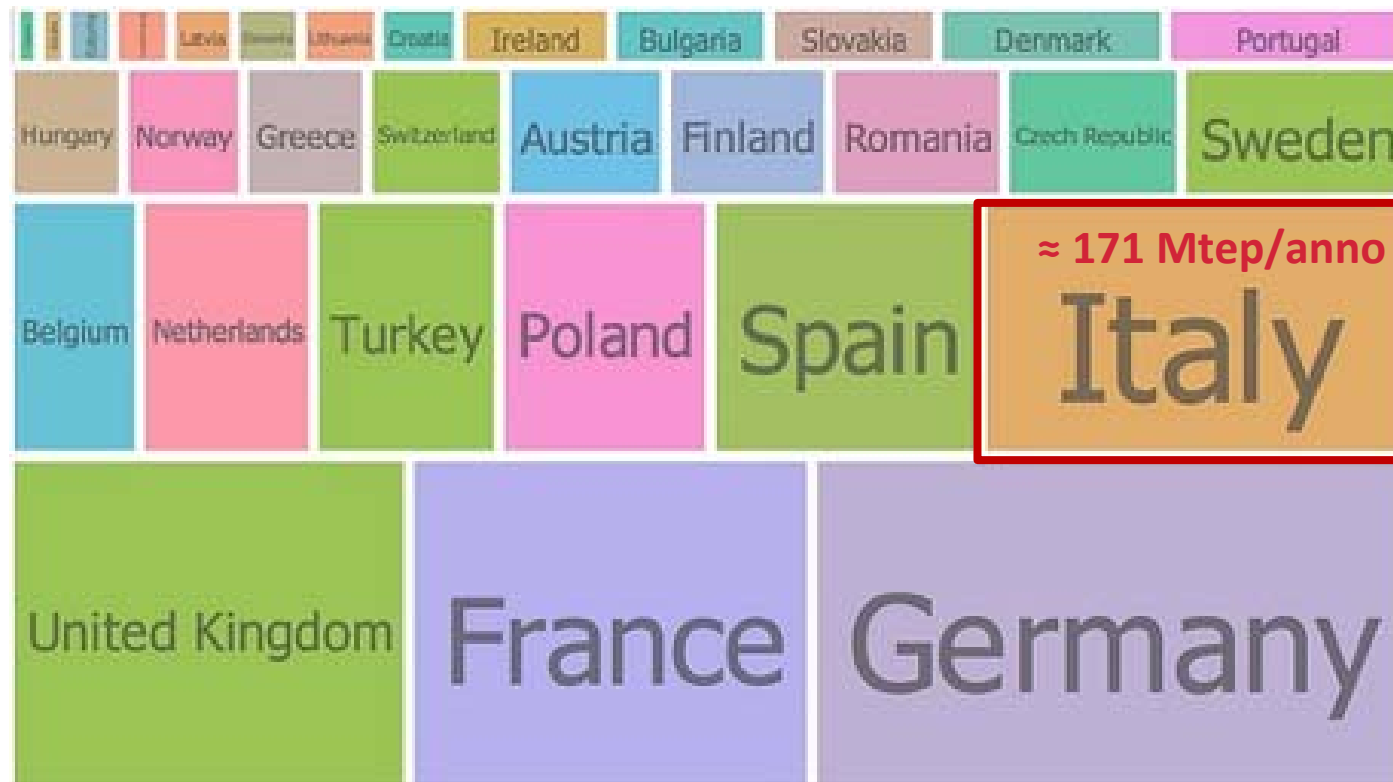 Latvia Lithuania Croatia Ireland Bulgaria Slovakia Denmark Portugal
Hungary Norway Greece Switzerland Austria Finland Romania Czech Republic Sweden
≈ 171 Mtep/anno
Belgium Netherlands Turkey Poland Spain Italy
United Kingdom France Germany